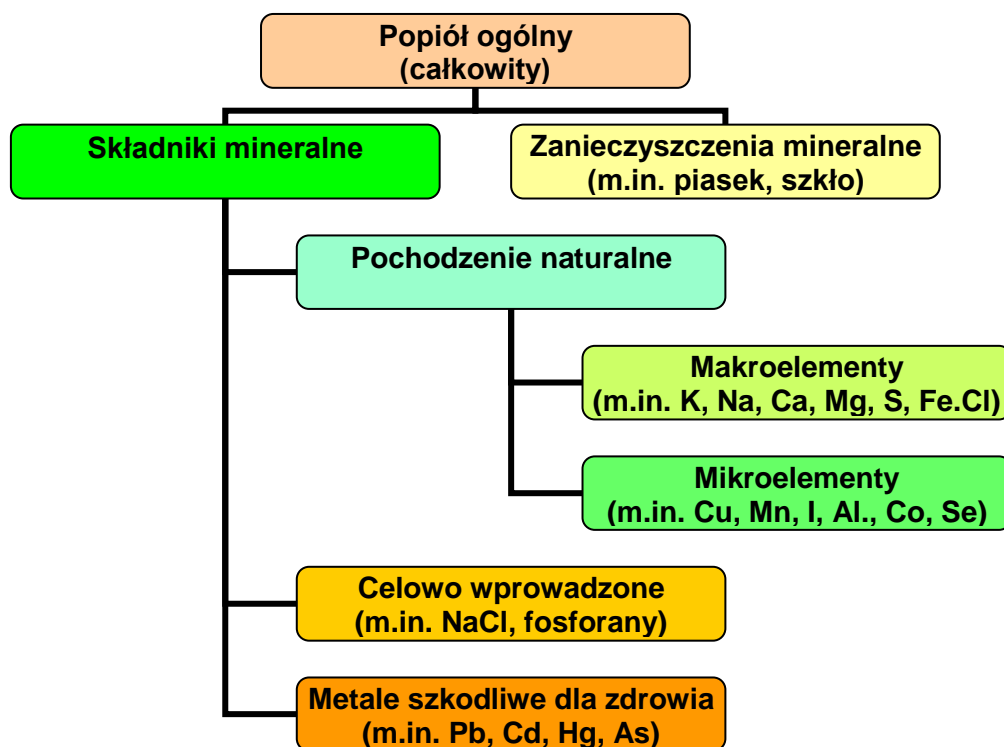 Popiół ogólny
(całkowity)
Składniki mineralne
Zanieczyszczenia mineralne
(m.in. piasek, szkło)
Pochodzenie naturalne
Makroelementy
(m.in. K, Na, Ca, Mg, S, Fe.Cl)
Mikroelementy
(m.in. Cu, Mn, I, Al., Co, Se)
Celowo wprowadzone
(m.in. NaCl, fosforany)
Metale szkodliwe dla zdrowia
(m.in. Pb, Cd, Hg, As)